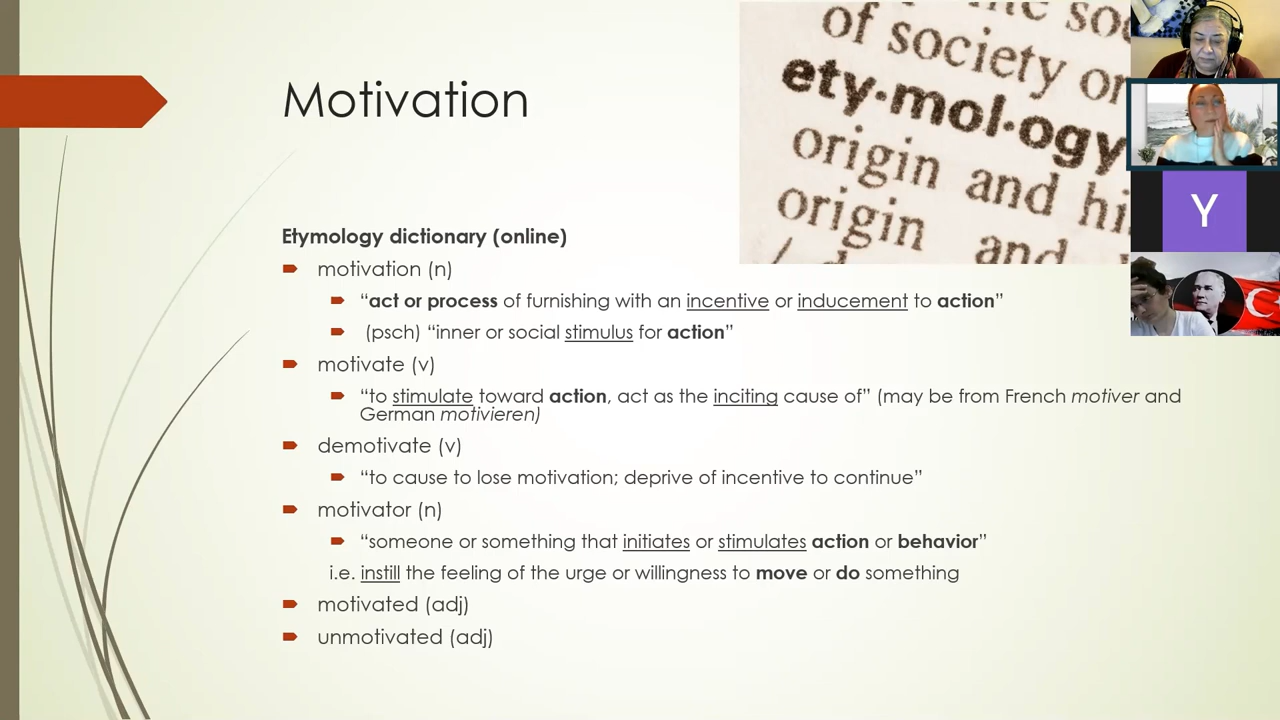 Motivation
of society or
ety·mol·ogy
origin and hi
origin and
Etymology dictionary (online)
motivation (n)
“act or process of furnishing with an incentive or inducement to action”
(psch) “inner or social stimulus for action”
motivate (v)
“to stimulate toward action, act as the inciting cause of” (may be from French motiver and
German motivieren)
demotivate (v)
“to cause to lose motivation; deprive of incentive to continue”
motivator (n)
“someone or something that initiates or stimulates action or behavior”
i.e. instill the feeling of the urge or willingness to move or do something
motivated (adj)
unmotivated (adj)
Y